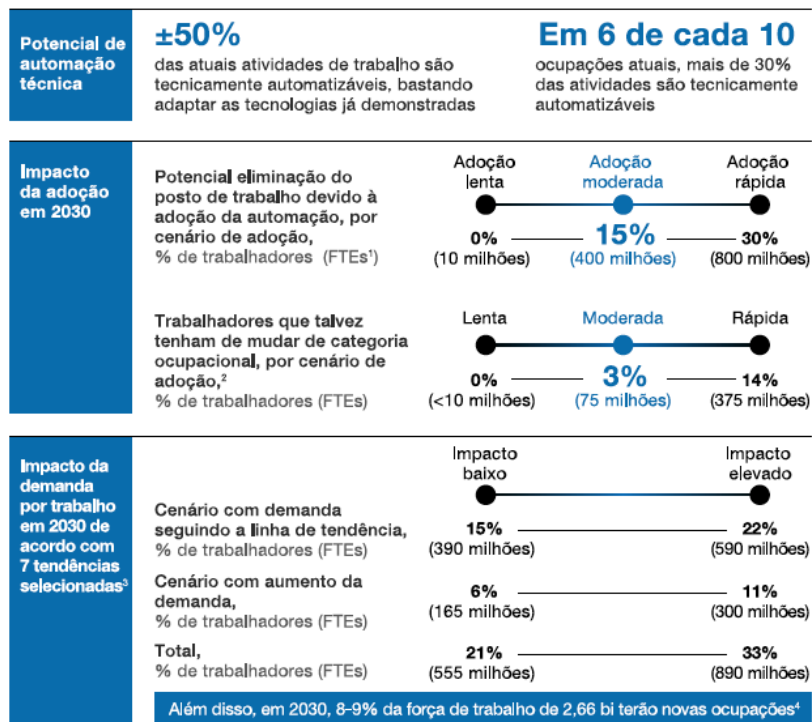 Potencial de
automação
técnica
±50%
das atuais atividades de trabalho são
tecnicamente automatizáveis, bastando
adaptar as tecnologias já demonstradas
Em 6 de cada 10
ocupações atuais, mais de 30%
das atividades são tecnicamente
automatizáveis
Impacto
da adoção
em 2030
Potencial eliminação do
posto de trabalho devido à
adoção da automação, por
cenário de adoção,
% de trabalhadores (FTEs¹)
Adoção
lenta
Adoção
moderada
Adoção
rápida
0%
(10 milhões)
15%
(400 milhões)
30%
(800 milhões)
Trabalhadores que talvez
tenham de mudar de categoria
ocupacional, por cenário de
adoção,²
% de trabalhadores (FTEs)
Lenta
Moderada
Rápida
0%
(<10 milhões)
3%
(75 milhões)
14%
(375 milhões)
Impacto da
demanda
por trabalho
em 2030 de
acordo com
7 tendências
selecionadas³
Impacto
baixo
Impacto
elevado
Cenário com demanda
seguindo a linha de tendência,
% de trabalhadores (FTEs)
15%
(390 milhões)
22%
(590 milhões)
Cenário com aumento da
demanda,
% de trabalhadores (FTEs)
6%
(165 milhões)
11%
(300 milhões)
Total,
% de trabalhadores (FTEs)
21%
(555 milhões)
33%
(890 milhões)
Além disso, em 2030, 8-9% da força de trabalho de 2,66 bi terão novas ocupações⁴